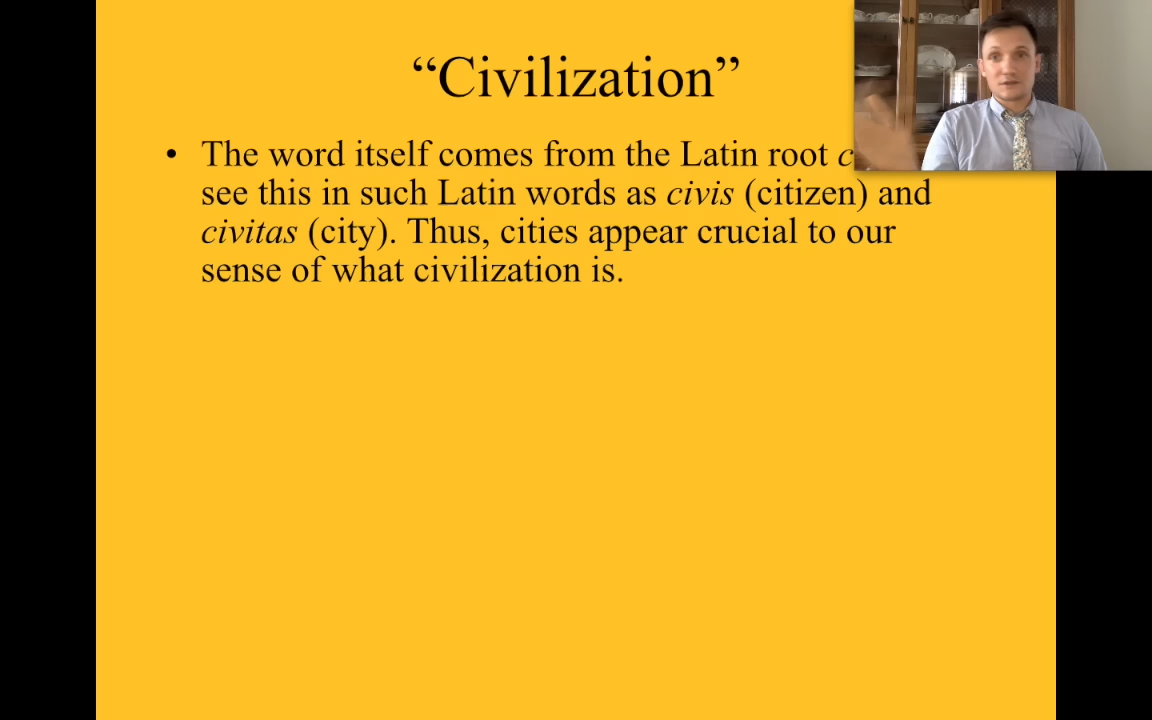 “Civilization”
• The word itself comes from the Latin root
see this in such Latin words as civis (citizen) and
civitas (city). Thus, cities appear crucial to our
sense of what civilization is.